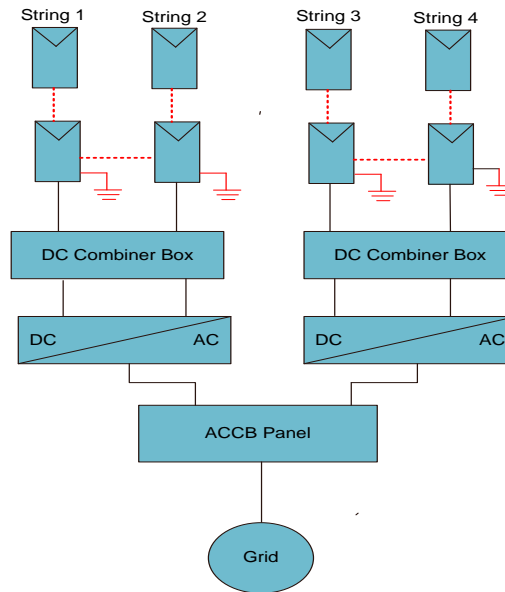 String 1
String 2
String 3
String 4
DC Combiner Box
DC Combiner Box
DC
AC
DC
AC
ACCB Panel
Grid